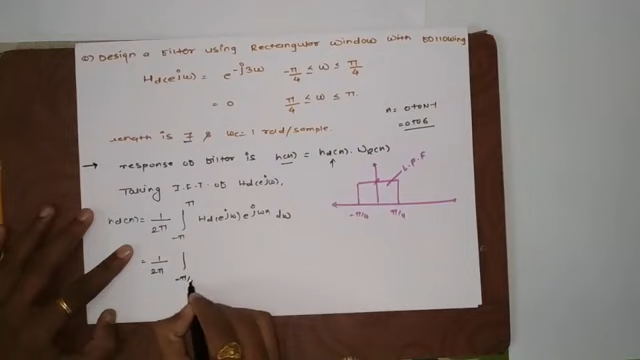 Q) Design a Filter using Rectangular window with Following
Hd(e^jω) = e^-j3ω  -π/4 ≤ ω ≤ π/4
= 0  π/4 ≤ ω ≤ π.
n = 0 to N-1
= 0 to 6
length is 7 & ωc = 1 rad/sample.
→ response of filter is h(n) = hd(n). ωR(n)
L.P.F
Taking I.F.T of Hd(e^jω),
-π/4  π/4
hd(n) = 1/2π ∫_-π^π Hd(e^jω) e^jωn dω
= 1/2π ∫_-π/